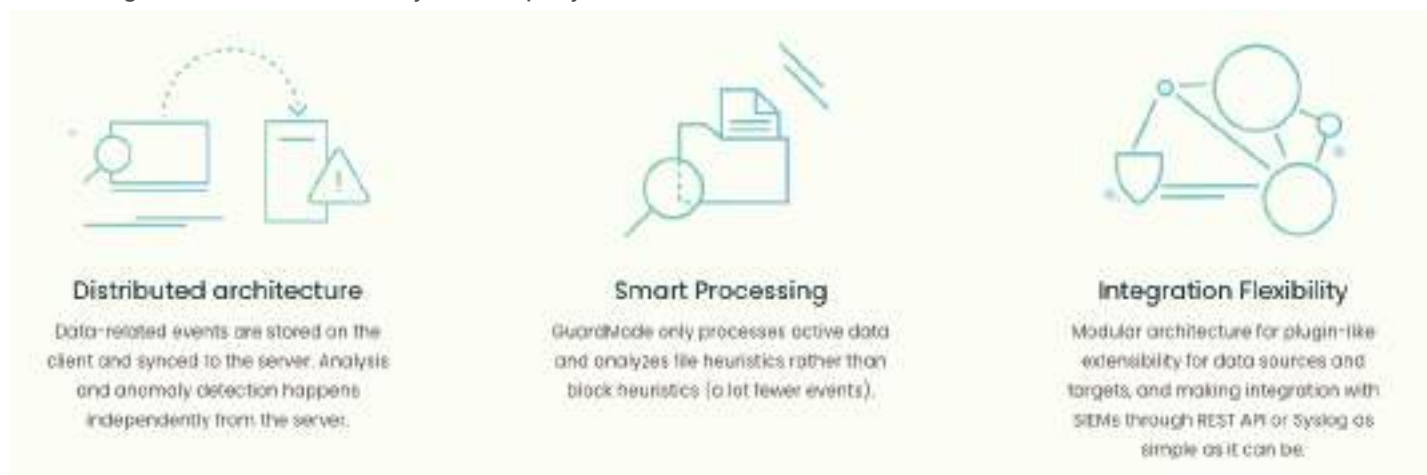 Distributed architecture
Data-related events are stored on the
client and synced to the server. Analysis
and anomaly detection happens
independently from the server.
Smart Processing
GuardMode only processes active data
and analyzes file heuristics rather than
block heuristics (a lot fewer events).
Integration Flexibility
Modular architecture for plugin-like
extensibility for data sources and
targets, and making integration with
SIEMs through REST API or Syslog as
simple as it can be.